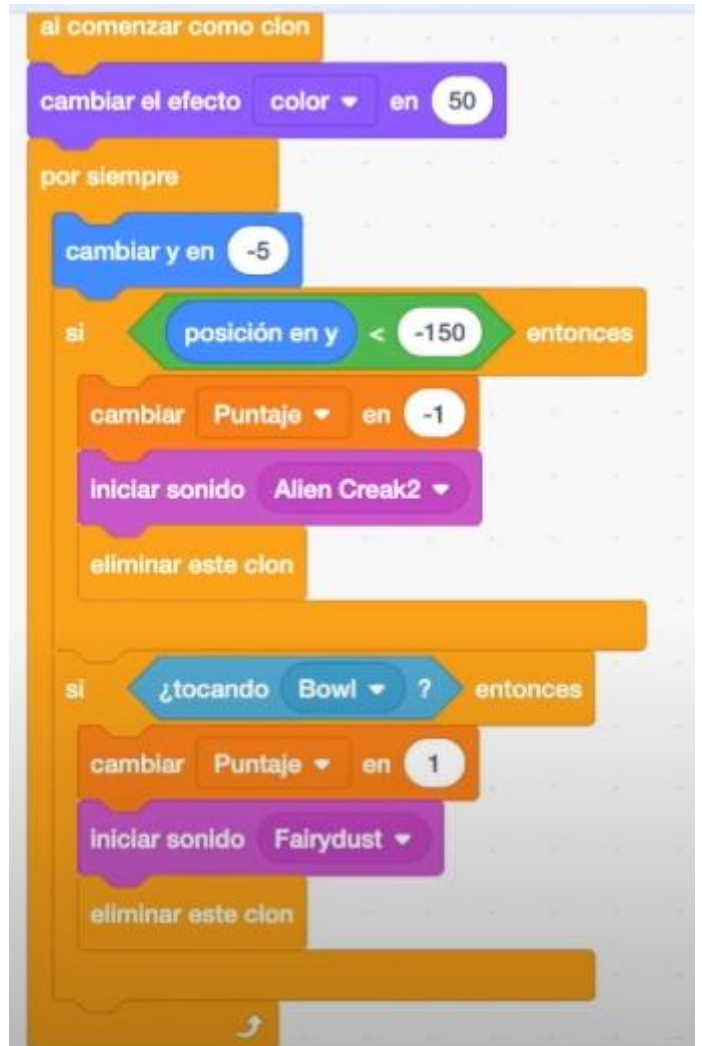 al comenzar como clon
cambiar el efecto color en 50
por siempre
cambiar y en -5
si posición en y < -150 entonces
cambiar Puntaje en -1
iniciar sonido Alien Creak2
eliminar este clon
si ¿tocando Bowl ? entonces
cambiar Puntaje en 1
iniciar sonido Fairydust
eliminar este clon